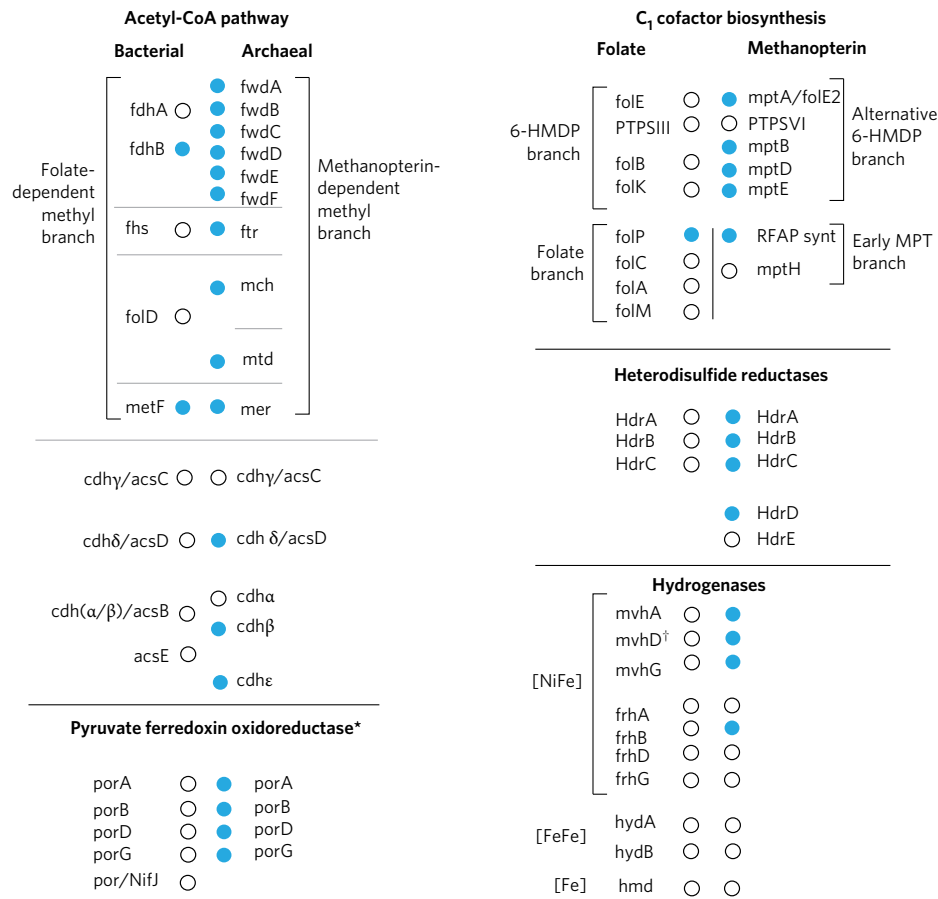 Acetyl-CoA pathway
Bacterial Archaeal
fwdA
fdhA fwdB
fwdC
fdhB fwdD
fwdE
fwdF
Folate-
dependent
methyl
branch
Methanopterin-
dependent
methyl
branch
fhs ftr
mch
folD
mtd
metF mer
cdhγ/acsC cdhγ/acsC
cdhδ/acsD cdh δ/acsD
cdhα
cdh(α/β)/acsB
cdhβ
acsE
cdhε
Pyruvate ferredoxin oxidoreductase*
porA porA
porB porB
porD porD
porG porG
por/NifJ
C1 cofactor biosynthesis
Folate Methanopterin
6-HMDP
branch
folE mptA/folE2
PTPSIII PTPSVI
mptB
folB mptD
folK mptE
Alternative
6-HMDP
branch
Folate
branch
folP RFAP synt
folC mptH
folA
folM
Early MPT
branch
Heterodisulfide reductases
HdrA HdrA
HdrB HdrB
HdrC HdrC
HdrD
HdrE
Hydrogenases
[NiFe]
mvhA
mvhD†
mvhG
frhA
frhB
frhD
frhG
[FeFe]
hydA
hydB
[Fe] hmd